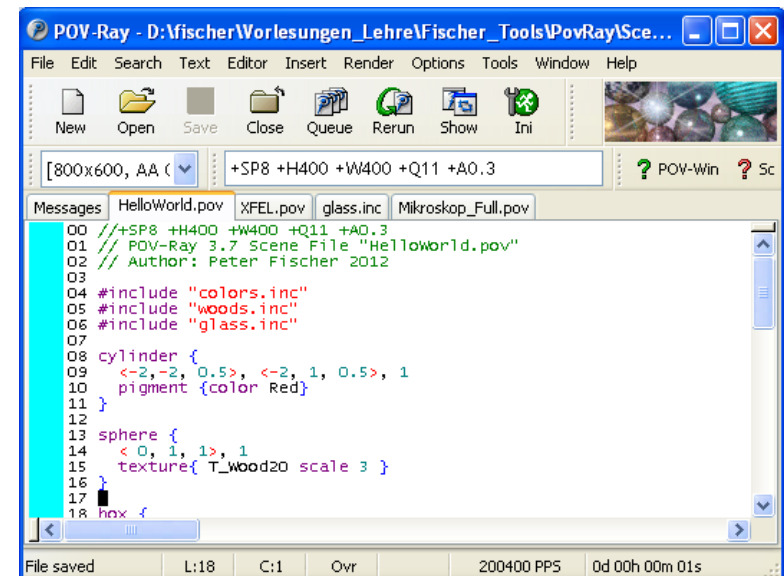 POV-Ray - D:\fischer\Vorlesungen_Lehre\Fischer_Tools\PovRay\Sce...
File Edit Search Text Editor Insert Render Options Tools Window Help
New Open Save Close Queue Rerun Show Ini
[800x600, AA ( +SP8 +H400 +W400 +Q11 +A0.3 ? POV-Win ? Sc
Messages HelloWorld.pov XFEL.pov glass.inc Mikroskop_Full.pov
00 //+SP8 +H400 +W400 +Q11 +A0.3
01 // POV-Ray 3.7 Scene File "HelloWorld.pov"
02 // Author: Peter Fischer 2012
03
04 #include "colors.inc"
05 #include "woods.inc"
06 #include "glass.inc"
07
08 cylinder {
09   <-2,-2, 0.5>, <-2, 1, 0.5>, 1
10   pigment {color Red}
11 }
12
13 sphere {
14   < 0, 1, 1>, 1
15   texture{ T_Wood20 scale 3 }
16 }
17
18 box {
File saved L:18 C:1 Ovr 200400 PPS 0d 00h 00m 01s